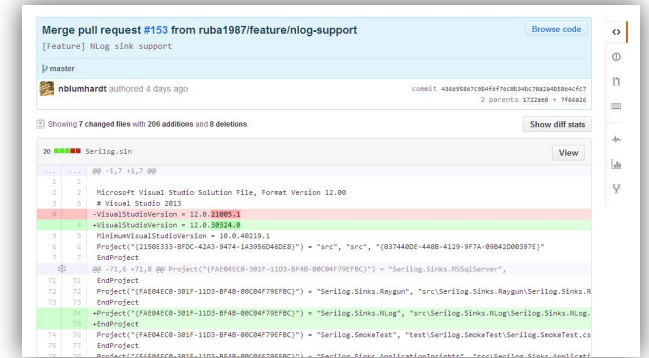 Merge pull request #153 from ruba1987/feature/nlog-support
Browse code
[Feature] NLog sink support
master
nblumhardt authored 4 days ago
commit 436e958e7c9b4fef7ec0b34bc70a2a4b58e4cfc7
2 parents 1722ae0 + 7f66a26
Showing 7 changed files with 206 additions and 8 deletions.
Show diff stats
20 Serilog.sln
View
... ... @@ -1,7 +1,7 @@
1 1
2 2 Microsoft Visual Studio Solution File, Format Version 12.00
3 3 # Visual Studio 2013
4 -VisualStudioVersion = 12.0.21005.1
4 +VisualStudioVersion = 12.0.30324.0
5 5 MinimumVisualStudioVersion = 10.0.40219.1
6 6 Project("{2150E333-8FDC-42A3-9474-1A3956D46DE8}") = "src", "src", "{037440DE-440B-4129-9F7A-09B42D00397E}"
7 7 EndProject
@@ -71,6 +71,8 @@ Project("{FAE04EC0-301F-11D3-BF4B-00C04F79EFBC}") = "Serilog.Sinks.MSSqlServer",
71 71 EndProject
72 72 Project("{FAE04EC0-301F-11D3-BF4B-00C04F79EFBC}") = "Serilog.Sinks.Raygun", "src\Serilog.Sinks.Raygun\Serilog.Sinks.R
73 73 EndProject
74 +Project("{FAE04EC0-301F-11D3-BF4B-00C04F79EFBC}") = "Serilog.Sinks.NLog", "src\Serilog.Sinks.NLog\Serilog.Sinks.NLog.
75 +EndProject
74 76 Project("{FAE04EC0-301F-11D3-BF4B-00C04F79EFBC}") = "Serilog.SmokeTest", "test\Serilog.SmokeTest\Serilog.SmokeTest.cs
75 77 EndProject